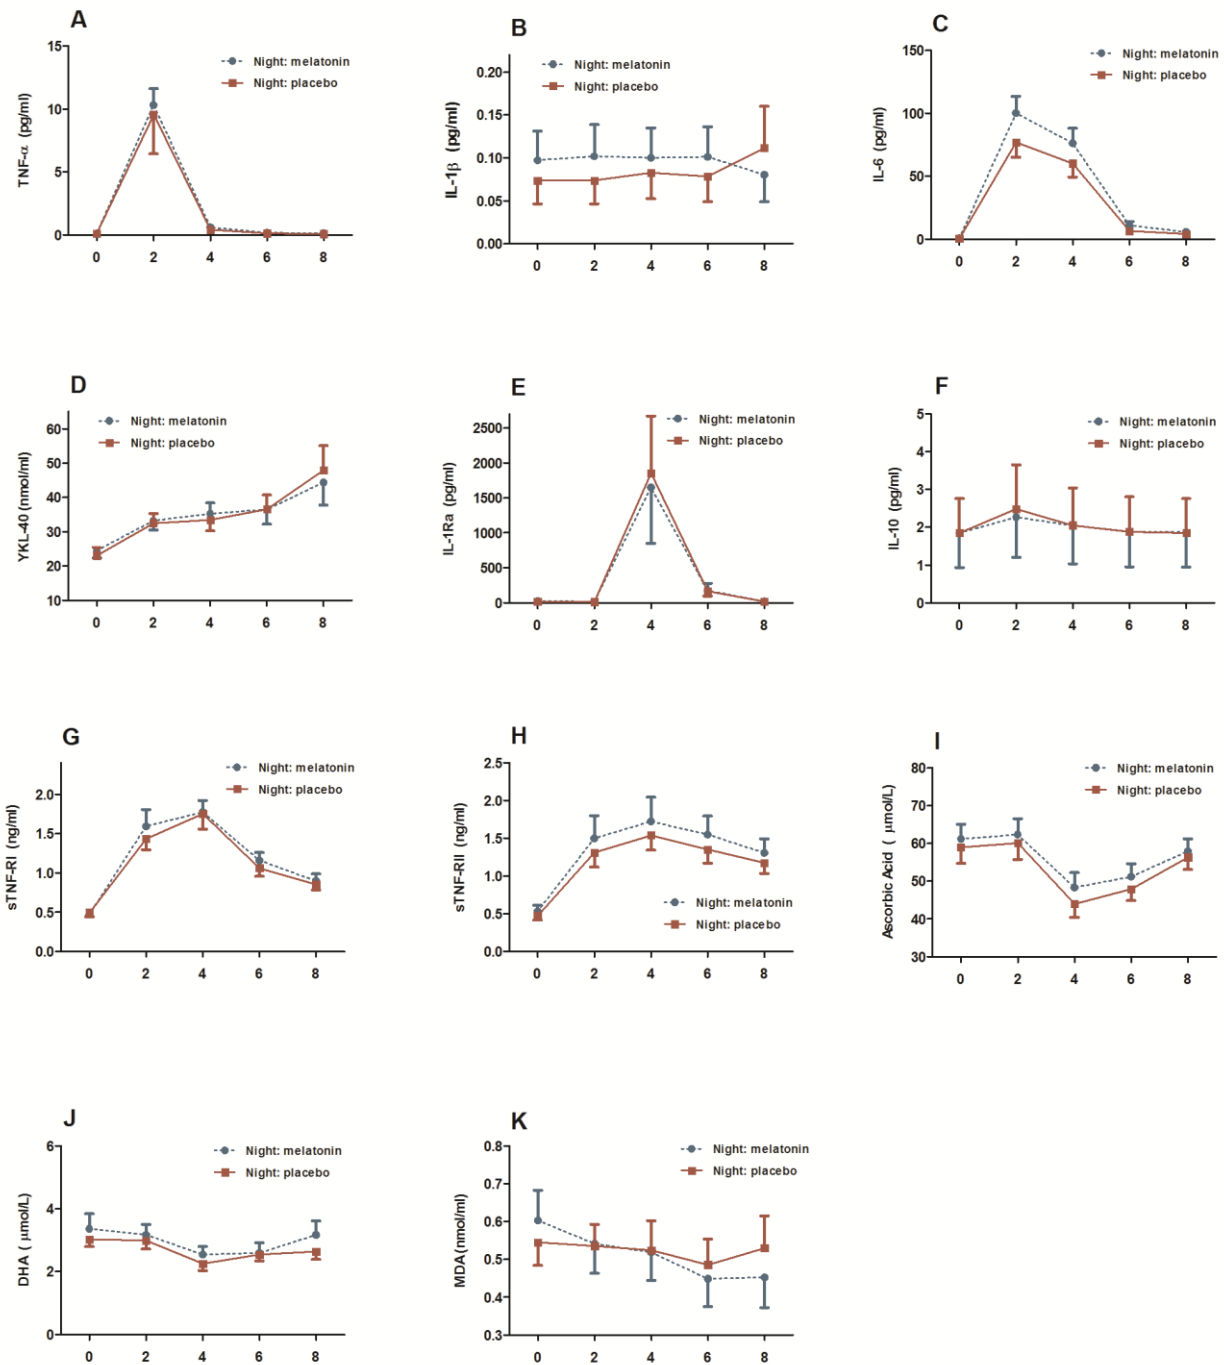 A
TNF-α (pg/ml)
15
10
5
0
Night: melatonin
Night: placebo
0 2 4 6 8
B
IL-1β (pg/ml)
0.20
0.15
0.10
0.05
0.00
Night: melatonin
Night: placebo
0 2 4 6 8
C
IL-6 (pg/ml)
150
100
50
0
Night: melatonin
Night: placebo
0 2 4 6 8
D
YKL-40 (nmol/ml)
60
50
40
30
20
10
Night: melatonin
Night: placebo
0 2 4 6 8
E
IL-1Ra (pg/ml)
2500
2000
1500
1000
500
0
Night: melatonin
Night: placebo
0 2 4 6 8
F
IL-10 (pg/ml)
5
4
3
2
1
0
Night: melatonin
Night: placebo
0 2 4 6 8
G
sTNF-RI (ng/ml)
2.0
1.5
1.0
0.5
0.0
Night: melatonin
Night: placebo
0 2 4 6 8
H
sTNF-RII (ng/ml)
2.5
2.0
1.5
1.0
0.5
0.0
Night: melatonin
Night: placebo
0 2 4 6 8
I
Ascorbic Acid ( μmol/L)
80
70
60
50
40
30
Night: melatonin
Night: placebo
0 2 4 6 8
J
DHA ( μmol/L)
6
4
2
0
Night: melatonin
Night: placebo
0 2 4 6 8
K
MDA (nmol/ml)
0.8
0.7
0.6
0.5
0.4
0.3
Night: melatonin
Night: placebo
0 2 4 6 8